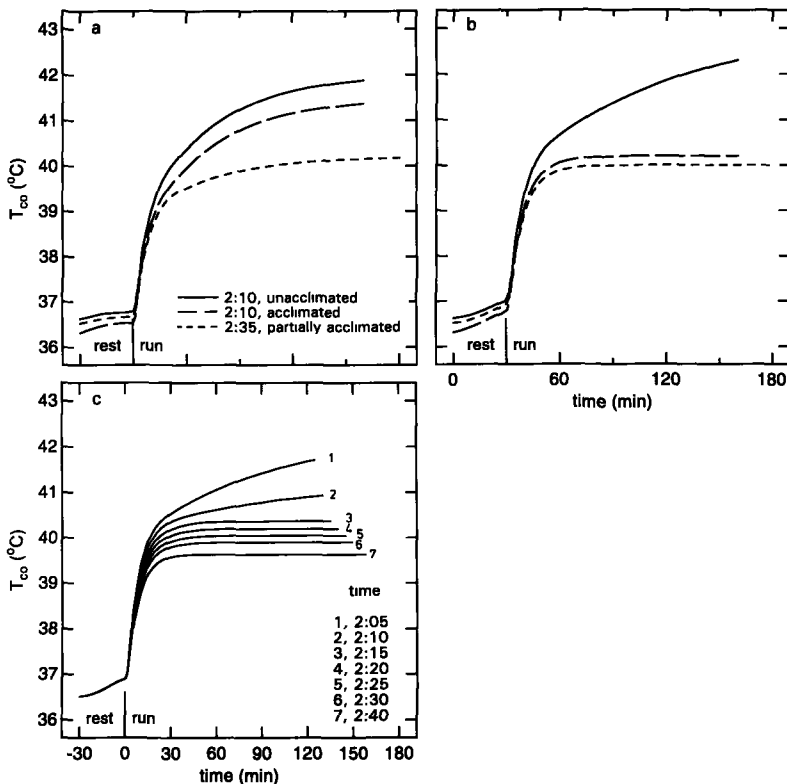 a
43
42
41
40
39
38
37
36
T_co (°C)
2:10, unacclimated
2:10, acclimated
2:35, partially acclimated
rest run
b
rest run
0 60 120 180
time (min)
c
43
42
41
40
39
38
37
36
T_co (°C)
1
2
3
4
5
6
7
time
1, 2:05
2, 2:10
3, 2:15
4, 2:20
5, 2:25
6, 2:30
7, 2:40
rest run
-30 0 30 60 90 120 150 180
time (min)